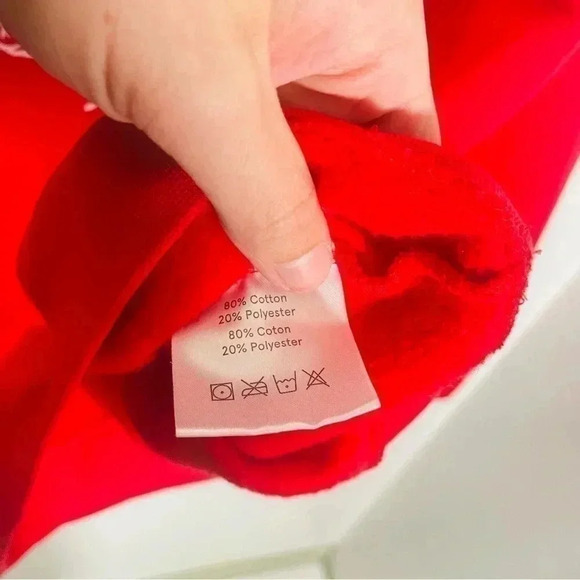 80% Cotton
20% Polyester
80% Coton
20% Polyester